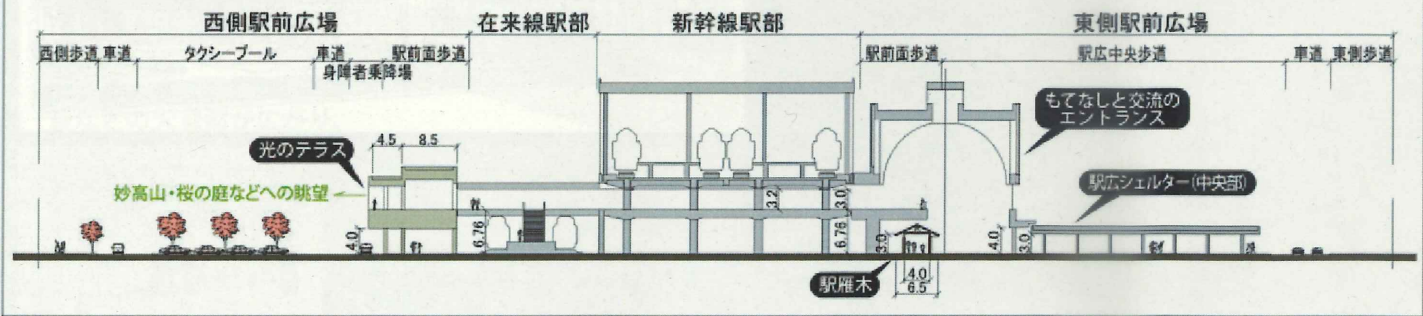 西側駅前広場 在来線駅部 新幹線駅部 東側駅前広場
西側歩道 車道 タクシープール 車道 駅前面歩道 駅前面歩道 駅広中央歩道 車道 東側歩道
身障者乗降場
もてなしと交流の
エントランス
光のテラス
4.5 8.5
妙高山・桜の庭などへの眺望
駅広シェルター(中央部)
3.2 3.0
4.0 6.76 6.76 3.0 4.0 3.0
駅雁木
4.0
6.5